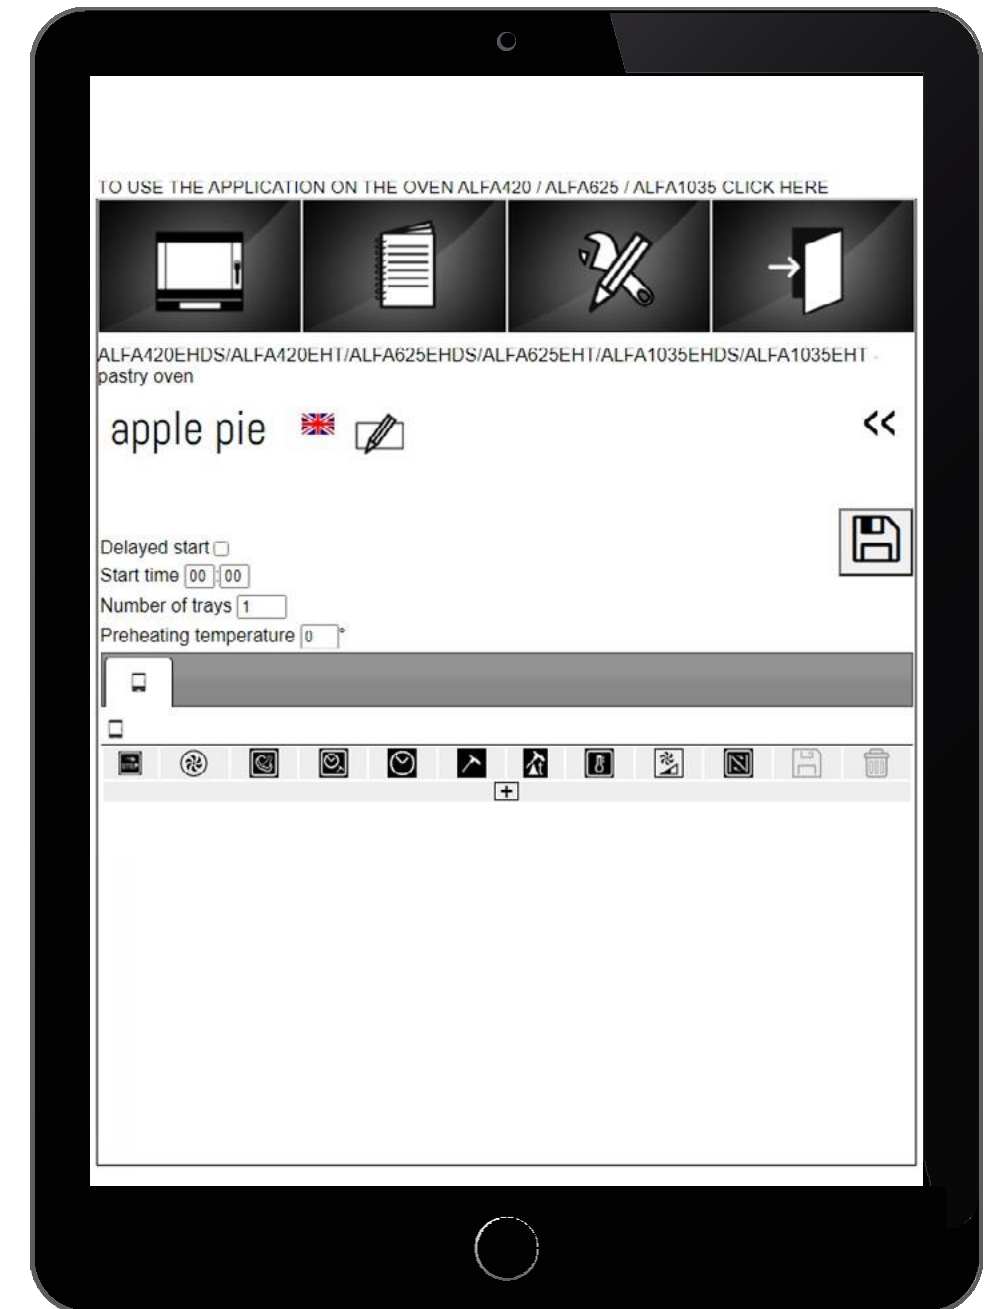 TO USE THE APPLICATION ON THE OVEN ALFA420 / ALFA625 / ALFA1035 CLICK HERE
ALFA420EHDS/ALFA420EHT/ALFA625EHDS/ALFA625EHT/ALFA1035EHDS/ALFA1035EHT -
pastry oven
apple pie <<
Delayed start
Start time 00:00
Number of trays 1
Preheating temperature 0°
+